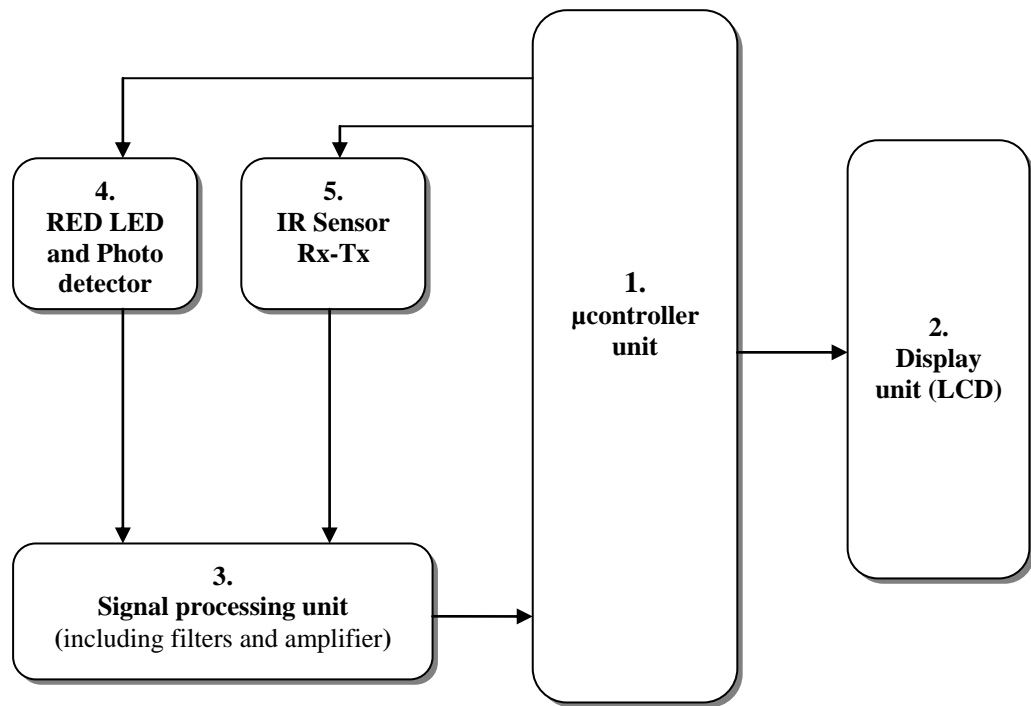 4.
RED LED
and Photo
detector
5.
IR Sensor
Rx-Tx
1.
µcontroller
unit
2.
Display
unit (LCD)
3.
Signal processing unit
(including filters and amplifier)